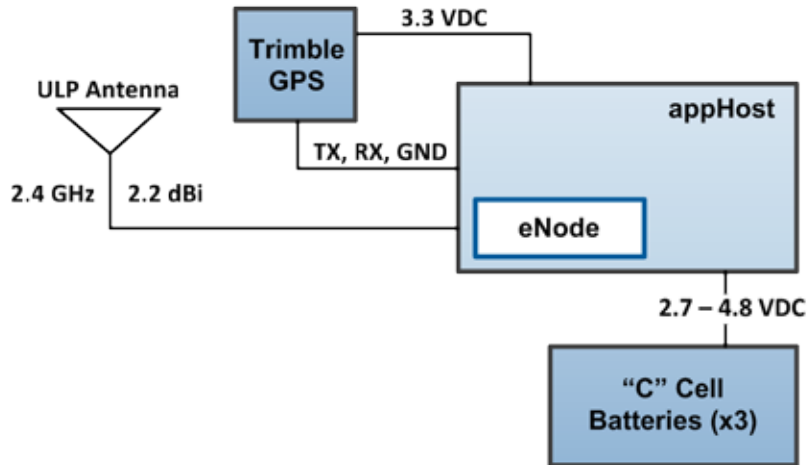 3.3 VDC
Trimble
GPS
ULP Antenna
appHost
TX, RX, GND
2.4 GHz
2.2 dBi
eNode
2.7 – 4.8 VDC
“C” Cell
Batteries (x3)